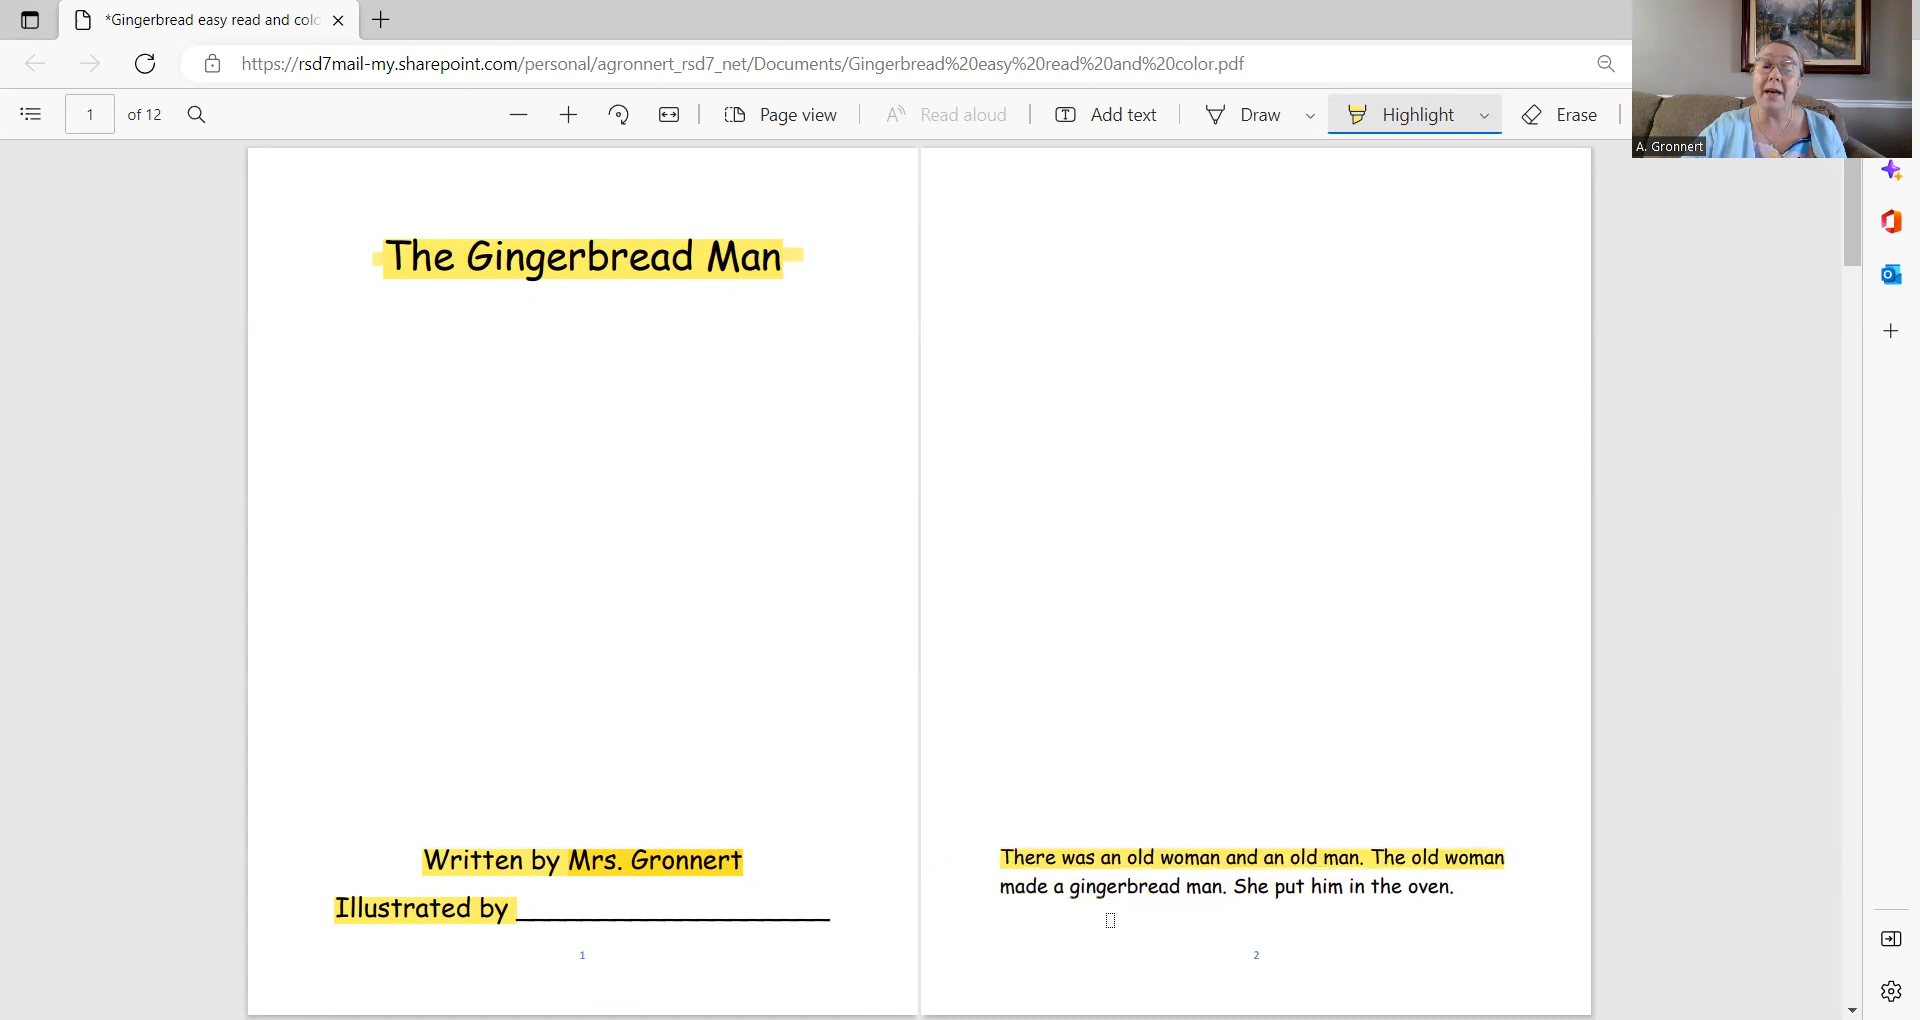 *Gingerbread easy read and colo
https://rsd7mail-my.sharepoint.com/personal/agronnert_rsd7_net/Documents/Gingerbread%20easy%20read%20and%20color.pdf
1 of 12 Page view Read aloud Add text Draw Highlight Erase
A. Gronnert
The Gingerbread Man
Written by Mrs. Gronnert
Illustrated by ______________________
1
There was an old woman and an old man. The old woman
made a gingerbread man. She put him in the oven.
2